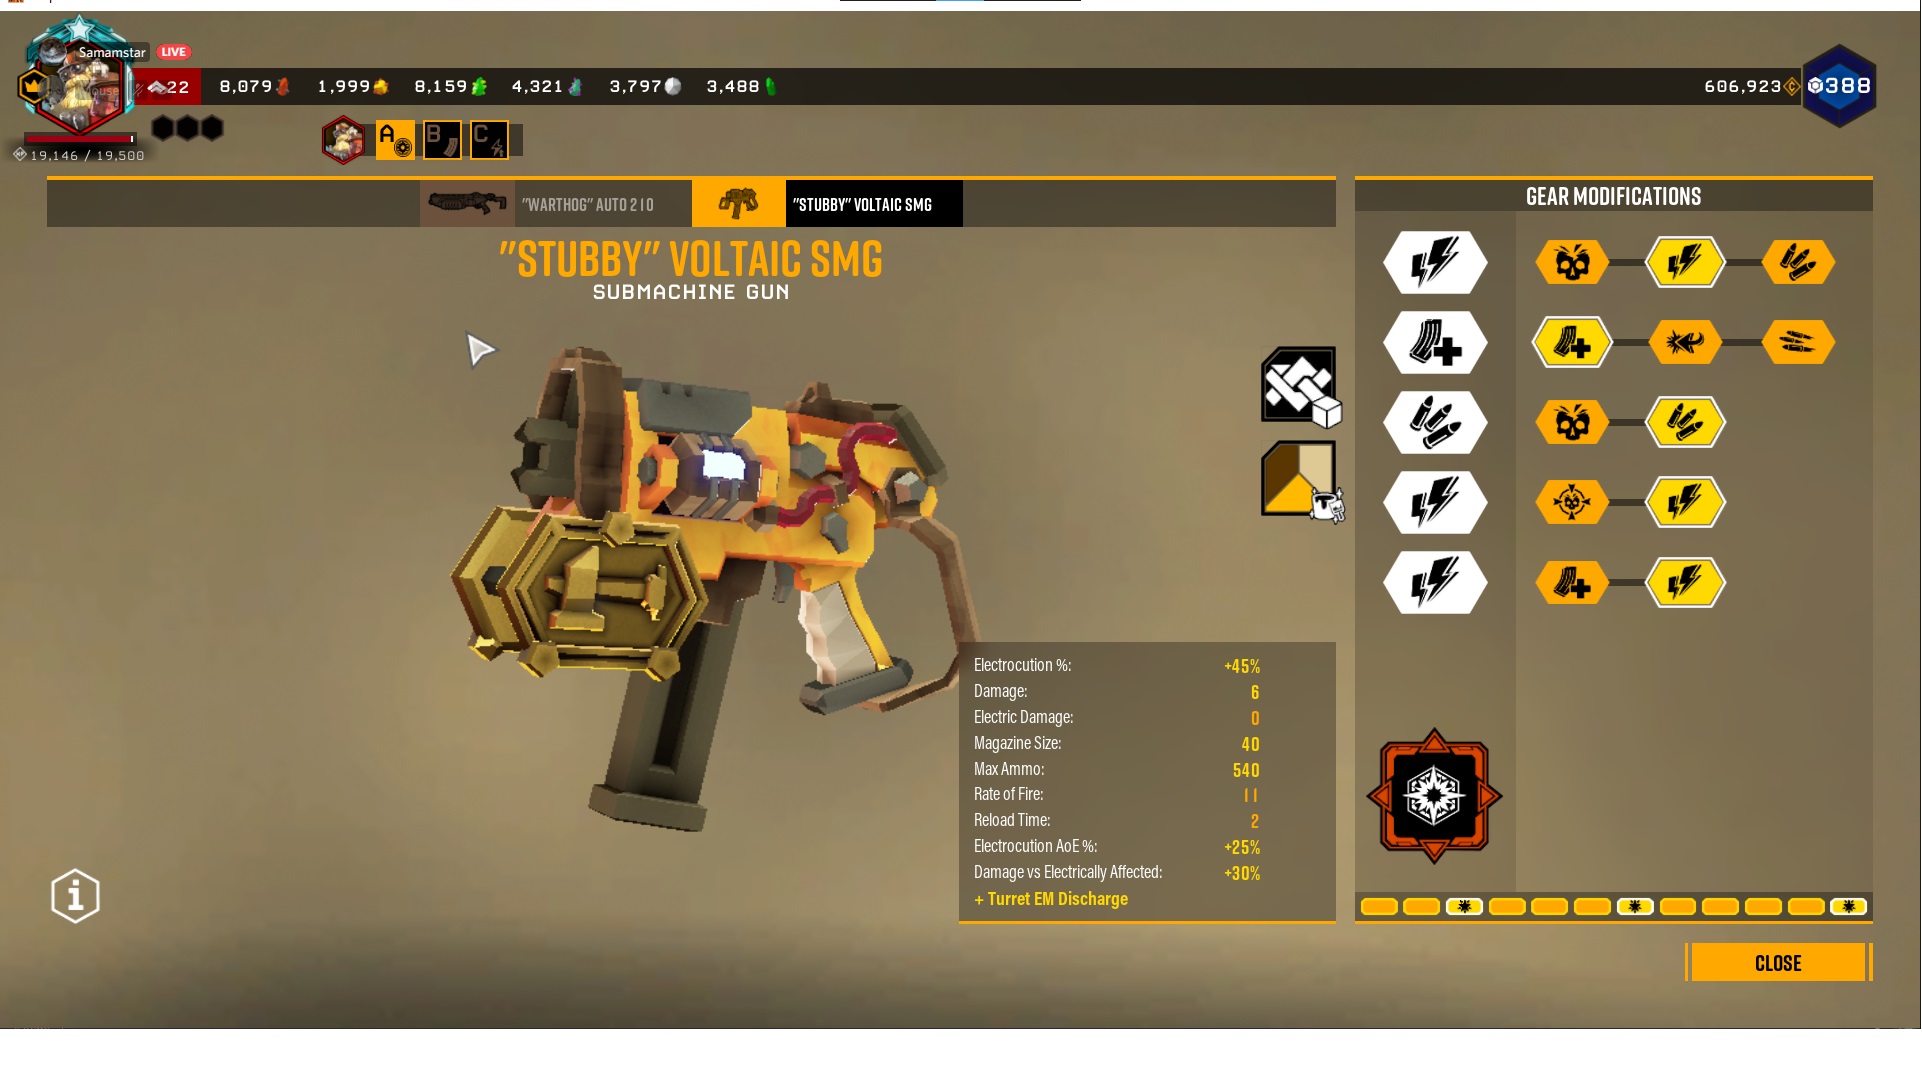 Samamstar LIVE
22 8,079 1,999 8,159 4,321 3,797 3,488 606,923 388
19,146 / 19,500
A B C
"WARTHOG" AUTO 210 "STUBBY" VOLTAIC SMG
GEAR MODIFICATIONS
"STUBBY" VOLTAIC SMG
SUBMACHINE GUN
Electrocution %: +45%
Damage: 6
Electric Damage: 0
Magazine Size: 40
Max Ammo: 540
Rate of Fire: 11
Reload Time: 2
Electrocution AoE %: +25%
Damage vs Electrically Affected: +30%
+ Turret EM Discharge
CLOSE